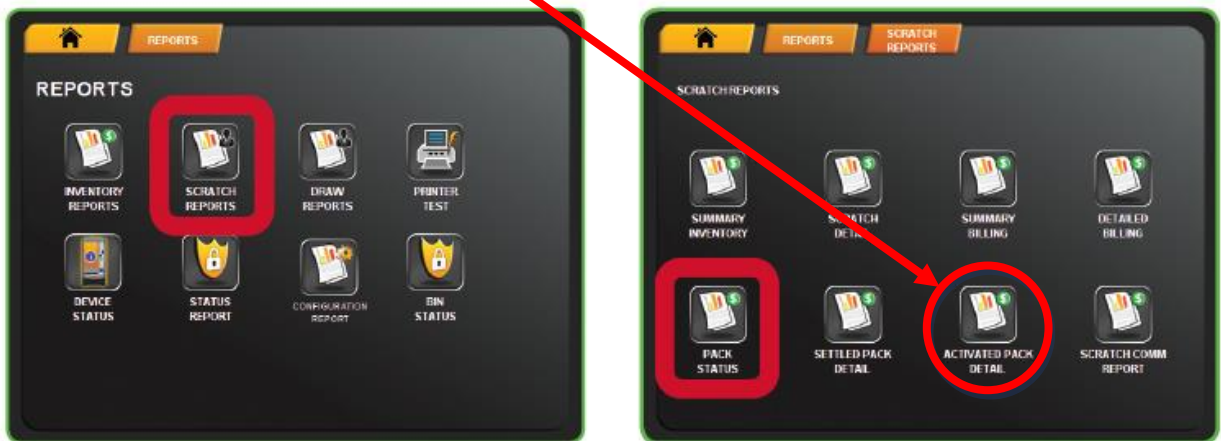 REPORTS
REPORTS
INVENTORY
REPORTS
SCRATCH
REPORTS
DRAW
REPORTS
PRINTER
TEST
DEVICE
STATUS
STATUS
REPORT
CONFIGURATION
REPORT
BIN
STATUS
REPORTS
SCRATCH
REPORTS
SCRATCH REPORTS
SUMMARY
INVENTORY
SCRATCH
DETAIL
SUMMARY
BILLING
DETAILED
BILLING
PACK
STATUS
SETTLED PACK
DETAIL
ACTIVATED PACK
DETAIL
SCRATCH COMM
REPORT